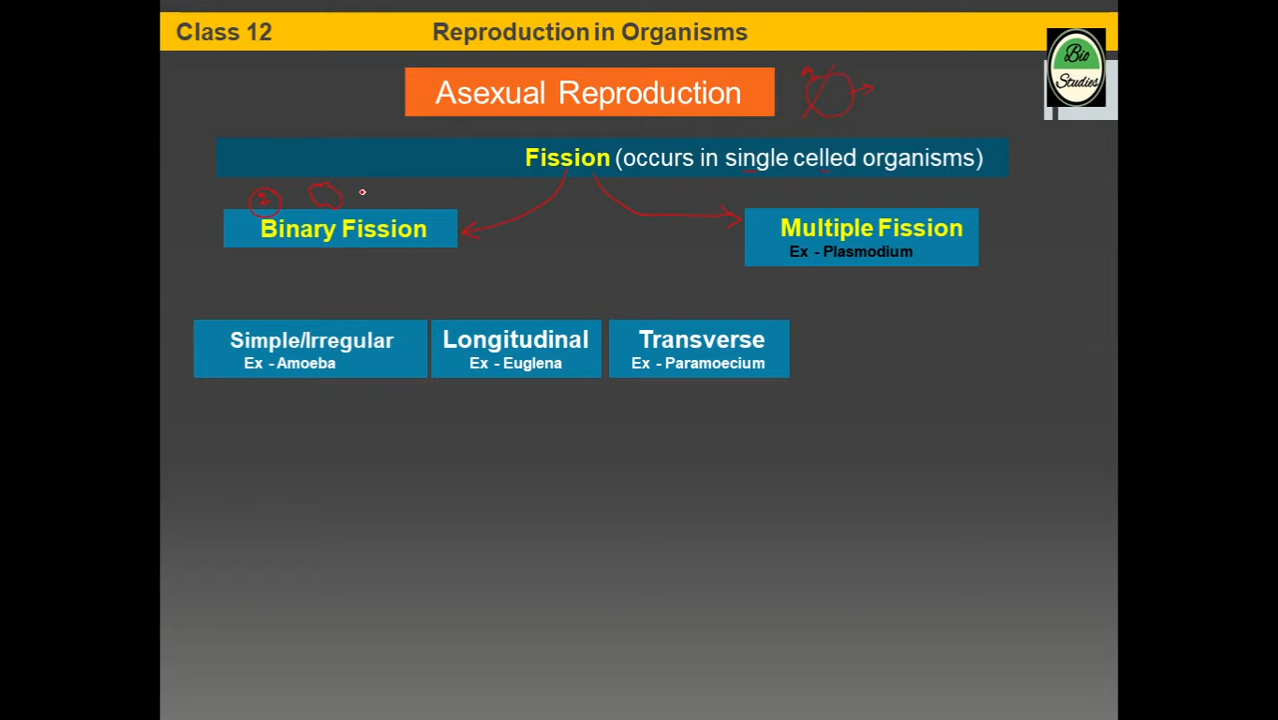 Class 12 Reproduction in Organisms
Bio
Studies
Asexual Reproduction
Fission (occurs in single celled organisms)
2
Binary Fission
Multiple Fission
Ex - Plasmodium
Simple/Irregular
Ex - Amoeba
Longitudinal
Ex - Euglena
Transverse
Ex - Paramoecium